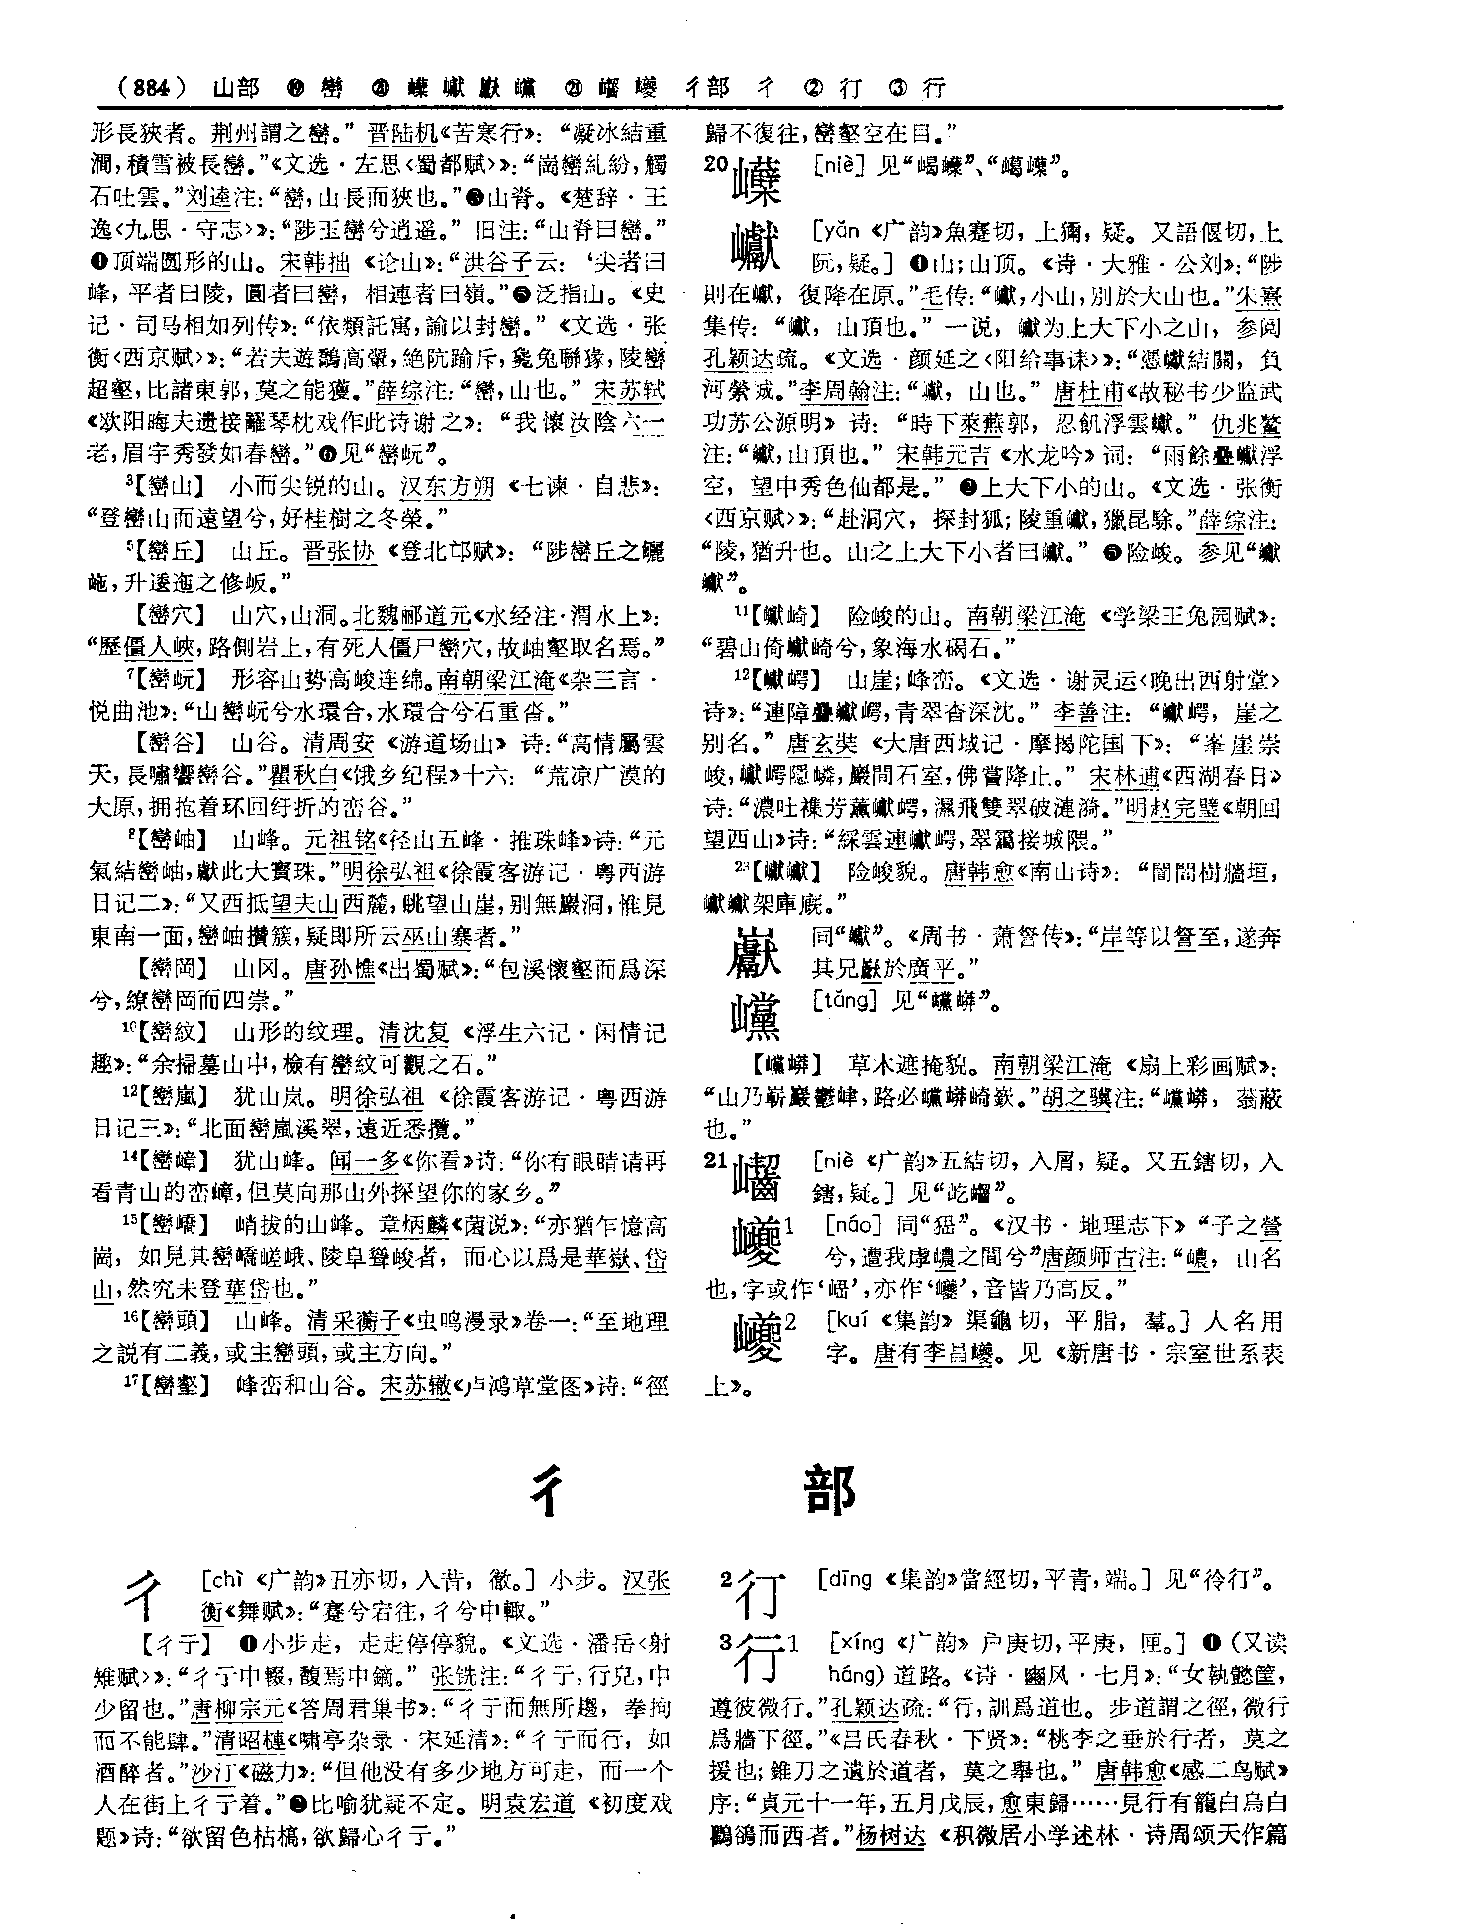 （884） 山部 ⑲ 巒 ⑳ 巕巘巚㠢 ㉑ 巙 彳部 彳 ② 彳丁 ③ 行
形長狹者。荆州謂之巒。”晋陆机《苦寒行》：“凝冰結重
澗，積雪被長巒。”《文选·左思<蜀都赋>》：“崗巒糺紛，觸
石吐雲。”刘逵注：“巒，山長而狹也。”❸山脊。《楚辞·王
逸<九思·守志>》：“陟玉巒兮逍遥。”旧注：“山脊曰巒。”
❹顶端圆形的山。宋韩拙《论山》：“洪谷子云：‘尖者曰
峰，平者曰陵，圓者曰巒，相連者曰嶺。”❺泛指山。《史
记·司马相如列传》：“依類託寓，諭以封巒。”《文选·张
衡<西京赋>》：“若夫遊鷮高翬，絶阬踰斥，毚兔聯猭，陵巒
超壑，比諸東郭，莫之能獲。”薛综注：“巒，山也。”宋苏轼
《欧阳晦夫遗接䍦琴枕戏作此诗谢之》：“我懷汝陰六一
老，眉宇秀發如春巒。”❻见“巒岏”。
³【巒山】 小而尖锐的山。汉东方朔《七谏·自悲》：
“登巒山而遠望兮，好桂樹之冬榮。”
⁵【巒丘】 山丘。晋张协《登北邙赋》：“陟巒丘之䴡
𡶐，升逶迤之修岅。”
【巒穴】 山穴，山洞。北魏郦道元《水经注·渭水上》：
“歷僵人峽，路側岩上，有死人僵尸巒穴，故岫壑取名焉。”
⁷【巒岏】 形容山势高峻连绵。南朝梁江淹《杂三言·
悦曲池》：“山巒岏兮水環合，水環合兮石重沓。”
【巒谷】 山谷。清周安《游道场山》诗：“高情屬雲
天，長嘯響巒谷。”瞿秋白《饿乡纪程》十六：“荒凉广漠的
大原，拥抱着环回纡折的峦谷。”
⁸【巒岫】 山峰。元祖铭《径山五峰·推珠峰》诗：“元
氣結巒岫，獻此大寳珠。”明徐弘祖《徐霞客游记·粤西游
日记二》：“又西抵望夫山西麓，眺望山崖，别無巖洞，惟見
東南一面，巒岫攢簇，疑即所云巫山寨者。”
【巒岡】 山冈。唐孙樵《出蜀赋》：“包溪懷壑而爲深
兮，繚巒岡而四崇。”
¹⁰【巒紋】 山形的纹理。清沈复《浮生六记·闲情记
趣》：“余掃墓山中，檢有巒紋可觀之石。”
¹²【巒嵐】 犹山岚。明徐弘祖《徐霞客游记·粤西游
日记三》：“北面巒嵐溪翠，遠近悉攬。”
¹⁴【巒嶂】 犹山峰。闻一多《你看》诗：“你有眼睛请再
看青山的峦嶂，但莫向那山外探望你的家乡。”
¹⁵【巒嶠】 峭拔的山峰。章炳麟《菌说》：“亦猶乍憶高
崗，如見其巒嶠嵯峨、陵阜聳峻者，而心以爲是華嶽、岱
山，然究未登華岱也。”
¹⁶【巒頭】 山峰。清采蘅子《虫鸣漫录》卷一：“至地理
之説有二義，或主巒頭，或主方向。”
¹⁷【巒壑】 峰峦和山谷。宋苏辙《卢鸿草堂图》诗：“徑
歸不復往，巒壑空在目。”
20 巕 [niè] 见“嵑巕”、“嶱巕”。
巘 [yǎn《广韵》魚蹇切，上獮，疑。又語偃切，上
阮，疑。] ❶山；山顶。《诗·大雅·公刘》：“陟
則在巘，復降在原。”毛传：“巘，小山，别於大山也。”朱熹
集传：“巘，山頂也。”一说，巘为上大下小之山，参阅
孔颖达疏。《文选·颜延之<阳给事诔>》：“憑巘結關，負
河縈城。”李周翰注：“巘，山也。”唐杜甫《故秘书少监武
功苏公源明》诗：“時下萊蕪郭，忍飢浮雲巘。”仇兆鳌
注：“巘，山頂也。”宋韩元吉《水龙吟》词：“雨餘疊巘浮
空，望中秀色仙都是。”❷上大下小的山。《文选·张衡
<西京赋>》：“赴洞穴，探封狐；陵重巘，獵昆駼。”薛综注：
“陵，猶升也。山之上大下小者曰巘。”❸险峻。参见“巘
巘”。
¹¹【巘崎】 险峻的山。南朝梁江淹《学梁王兔园赋》：
“碧山倚巘崎兮，象海水碣石。”
¹²【巘崿】 山崖；峰峦。《文选·谢灵运<晚出西射堂>
诗》：“連障疊巘崿，青翠杳深沈。”李善注：“巘崿，崖之
别名。”唐玄奘《大唐西域记·摩揭陀国下》：“峯崖崇
峻，巘崿隐嶙，巖間石室，佛嘗降止。”宋林逋《西湖春日》
诗：“濃吐襍芳薰巘崿，濕飛雙翠破漣漪。”明赵完璧《朝回
望西山》诗：“綵雲連巘崿，翠靄接城隈。”
²³【巘巘】 险峻貌。唐韩愈《南山诗》：“誾誾樹牆垣，
巘巘架庫廐。”
巚 同“巘”。《周书·萧詧传》：“岸等以詧至，遂奔
其兄巚於廣平。”
㠢 [tǎng] 见“㠢㟿”。
【㠢㟿】 草木遮掩貌。南朝梁江淹《扇上彩画赋》：
“山乃嶄巖鬱嵂，路必㠢㟿崎嶔。”胡之骥注：“㠢㟿，蓊蔽
也。”
21 [niè《广韵》五結切，入屑，疑。又五鎋切，入
鎋，疑。] 见“屹”。
巙1 [náo] 同“猺”。《汉书·地理志下》“子之營
兮，遭我虖嶩之間兮”唐颜师古注：“嶩，山名
也，字或作‘峱’，亦作‘巙’，音皆乃高反。”
巙2 [kuí《集韵》渠龜切，平脂，羣。] 人名用
字。唐有李昌巙。见《新唐书·宗室世系表
上》。
彳 部
彳 [chì《广韵》丑亦切，入昔，徹。] 小步。汉张
衡《舞赋》：“蹇兮宕往，彳兮中輒。”
【彳亍】 ❶小步走，走走停停貌。《文选·潘岳<射
雉赋>》：“彳亍中輟，馥焉中鏑。”张铣注：“彳亍，行皃，中
少留也。”唐柳宗元《答周君巢书》：“彳亍而無所趨，拳拘
而不能肆。”清昭槤《啸亭杂录·宋延清》：“彳亍而行，如
酒醉者。”沙汀《磁力》：“但他没有多少地方可走，而一个
人在街上彳亍着。”❷比喻犹疑不定。明袁宏道《初度戏
题》诗：“欲留色枯槁，欲歸心彳亍。”
2 彳丁 [dīng《集韵》當經切，平青，端。] 见“彾彳丁”。
3 行1 [xíng《广韵》户庚切，平庚，匣。] ❶（又读
háng）道路。《诗·豳风·七月》：“女執懿筐，
遵彼微行。”孔颖达疏：“行，訓爲道也。步道謂之徑，微行
爲牆下徑。”《吕氏春秋·下贤》：“桃李之垂於行者，莫之
援也；錐刀之遺於道者，莫之舉也。”唐韩愈《感二鸟赋》
序：“貞元十一年，五月戊辰，愈東歸……見行有籠白烏白
鸜鵒而西者。”杨树达《积微居小学述林·诗周颂天作篇